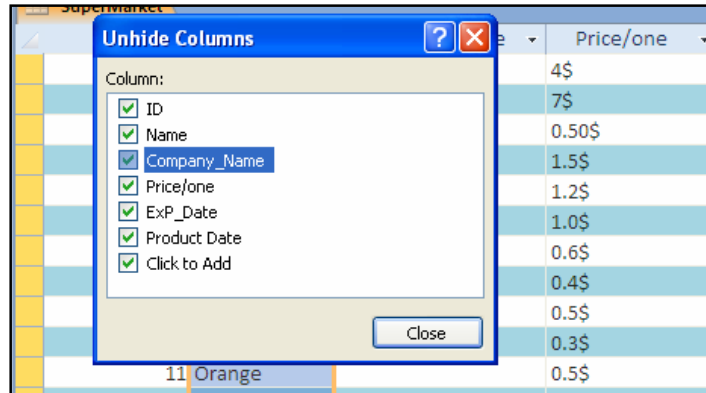 SuperMarket
Unhide Columns
Price/one
Column:
ID
Name
Company_Name
Price/one
ExP_Date
Product Date
Click to Add
Close
4$
7$
0.50$
1.5$
1.2$
1.0$
0.6$
0.4$
0.5$
0.3$
11 Orange 0.5$